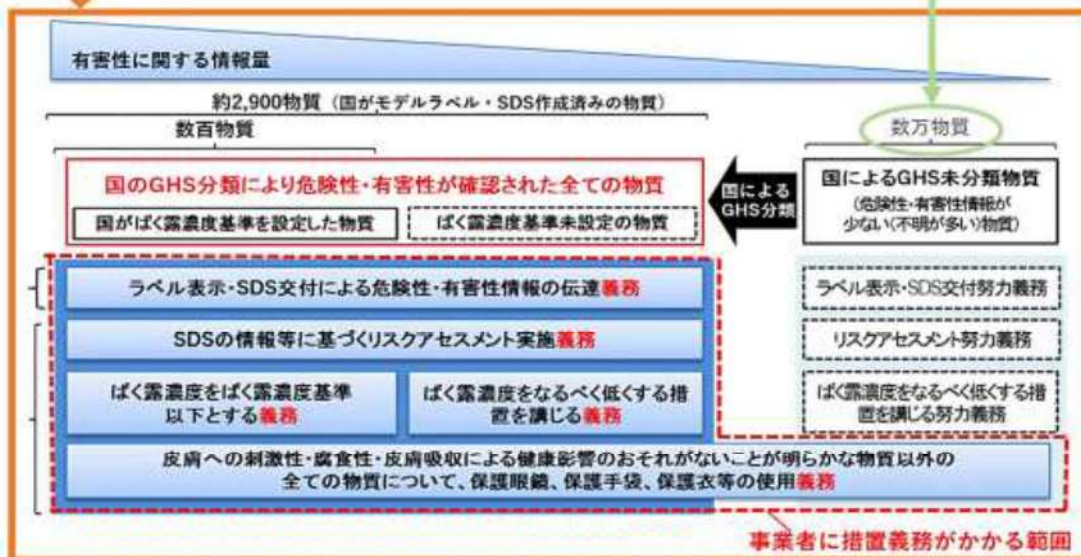 有害性に関する情報量
約2,900物質（国がモデルラベル・SDS作成済みの物質）
数百物質
数万物質
国のGHS分類により危険性・有害性が確認された全ての物質
国がばく露濃度基準を設定した物質
ばく露濃度基準未設定の物質
国による
GHS分類
国によるGHS未分類物質
(危険性・有害性情報が
少ない(不明が多い)物質)
ラベル表示・SDS交付による危険性・有害性情報の伝達義務
ラベル表示・SDS交付努力義務
SDSの情報等に基づくリスクアセスメント実施義務
リスクアセスメント努力義務
ばく露濃度をばく露濃度基準
以下とする義務
ばく露濃度をなるべく低くする措
置を講じる義務
ばく露濃度をなるべく低くする措
置を講じる努力義務
皮膚への刺激性・腐食性・皮膚吸収による健康影響のおそれがないことが明らかな物質以外の
全ての物質について、保護眼鏡、保護手袋、保護衣等の使用義務
事業者に措置義務がかかる範囲